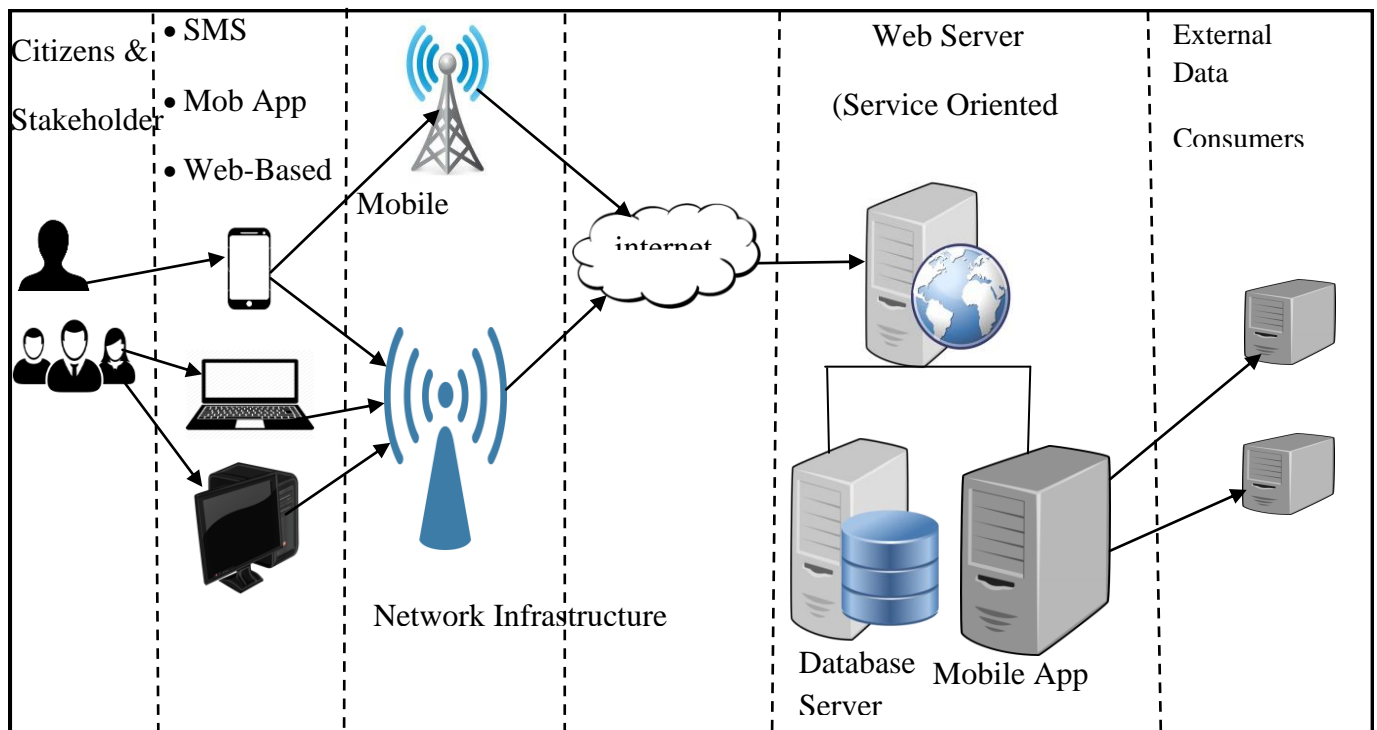 Citizens &
Stakeholder
• SMS
• Mob App
• Web-Based
Mobile
internet
Network Infrastructure
Web Server
(Service Oriented
Database
Server
Mobile App
External
Data
Consumers